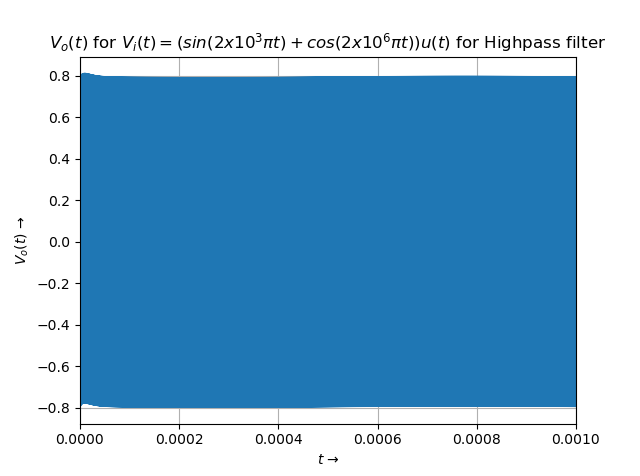 V_o(t) for V_i(t) = (sin(2x10^3πt) + cos(2x10^6πt))u(t) for Highpass filter
0.8
0.6
0.4
0.2
0.0
−0.2
−0.4
−0.6
−0.8
V_o(t) →
0.0000 0.0002 0.0004 0.0006 0.0008 0.0010
t →